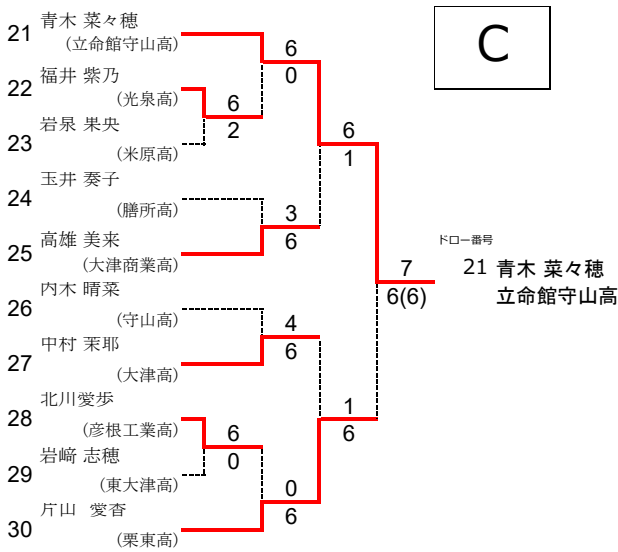 C
21 青木 菜々穂
(立命館守山高)
22 福井 紫乃
(光泉高)
23 岩泉 果央
(米原高)
24 玉井 奏子
(膳所高)
25 高雄 美来
(大津商業高)
26 内木 晴菜
(守山高)
27 中村 茉耶
(大津高)
28 北川愛歩
(彦根工業高)
29 岩﨑 志穂
(東大津高)
30 片山 愛香
(栗東高)
6
0
6
2
3
6
4
6
6
0
0
6
6
1
1
6
7
6(6)
ドロー番号
21 青木 菜々穂
立命館守山高